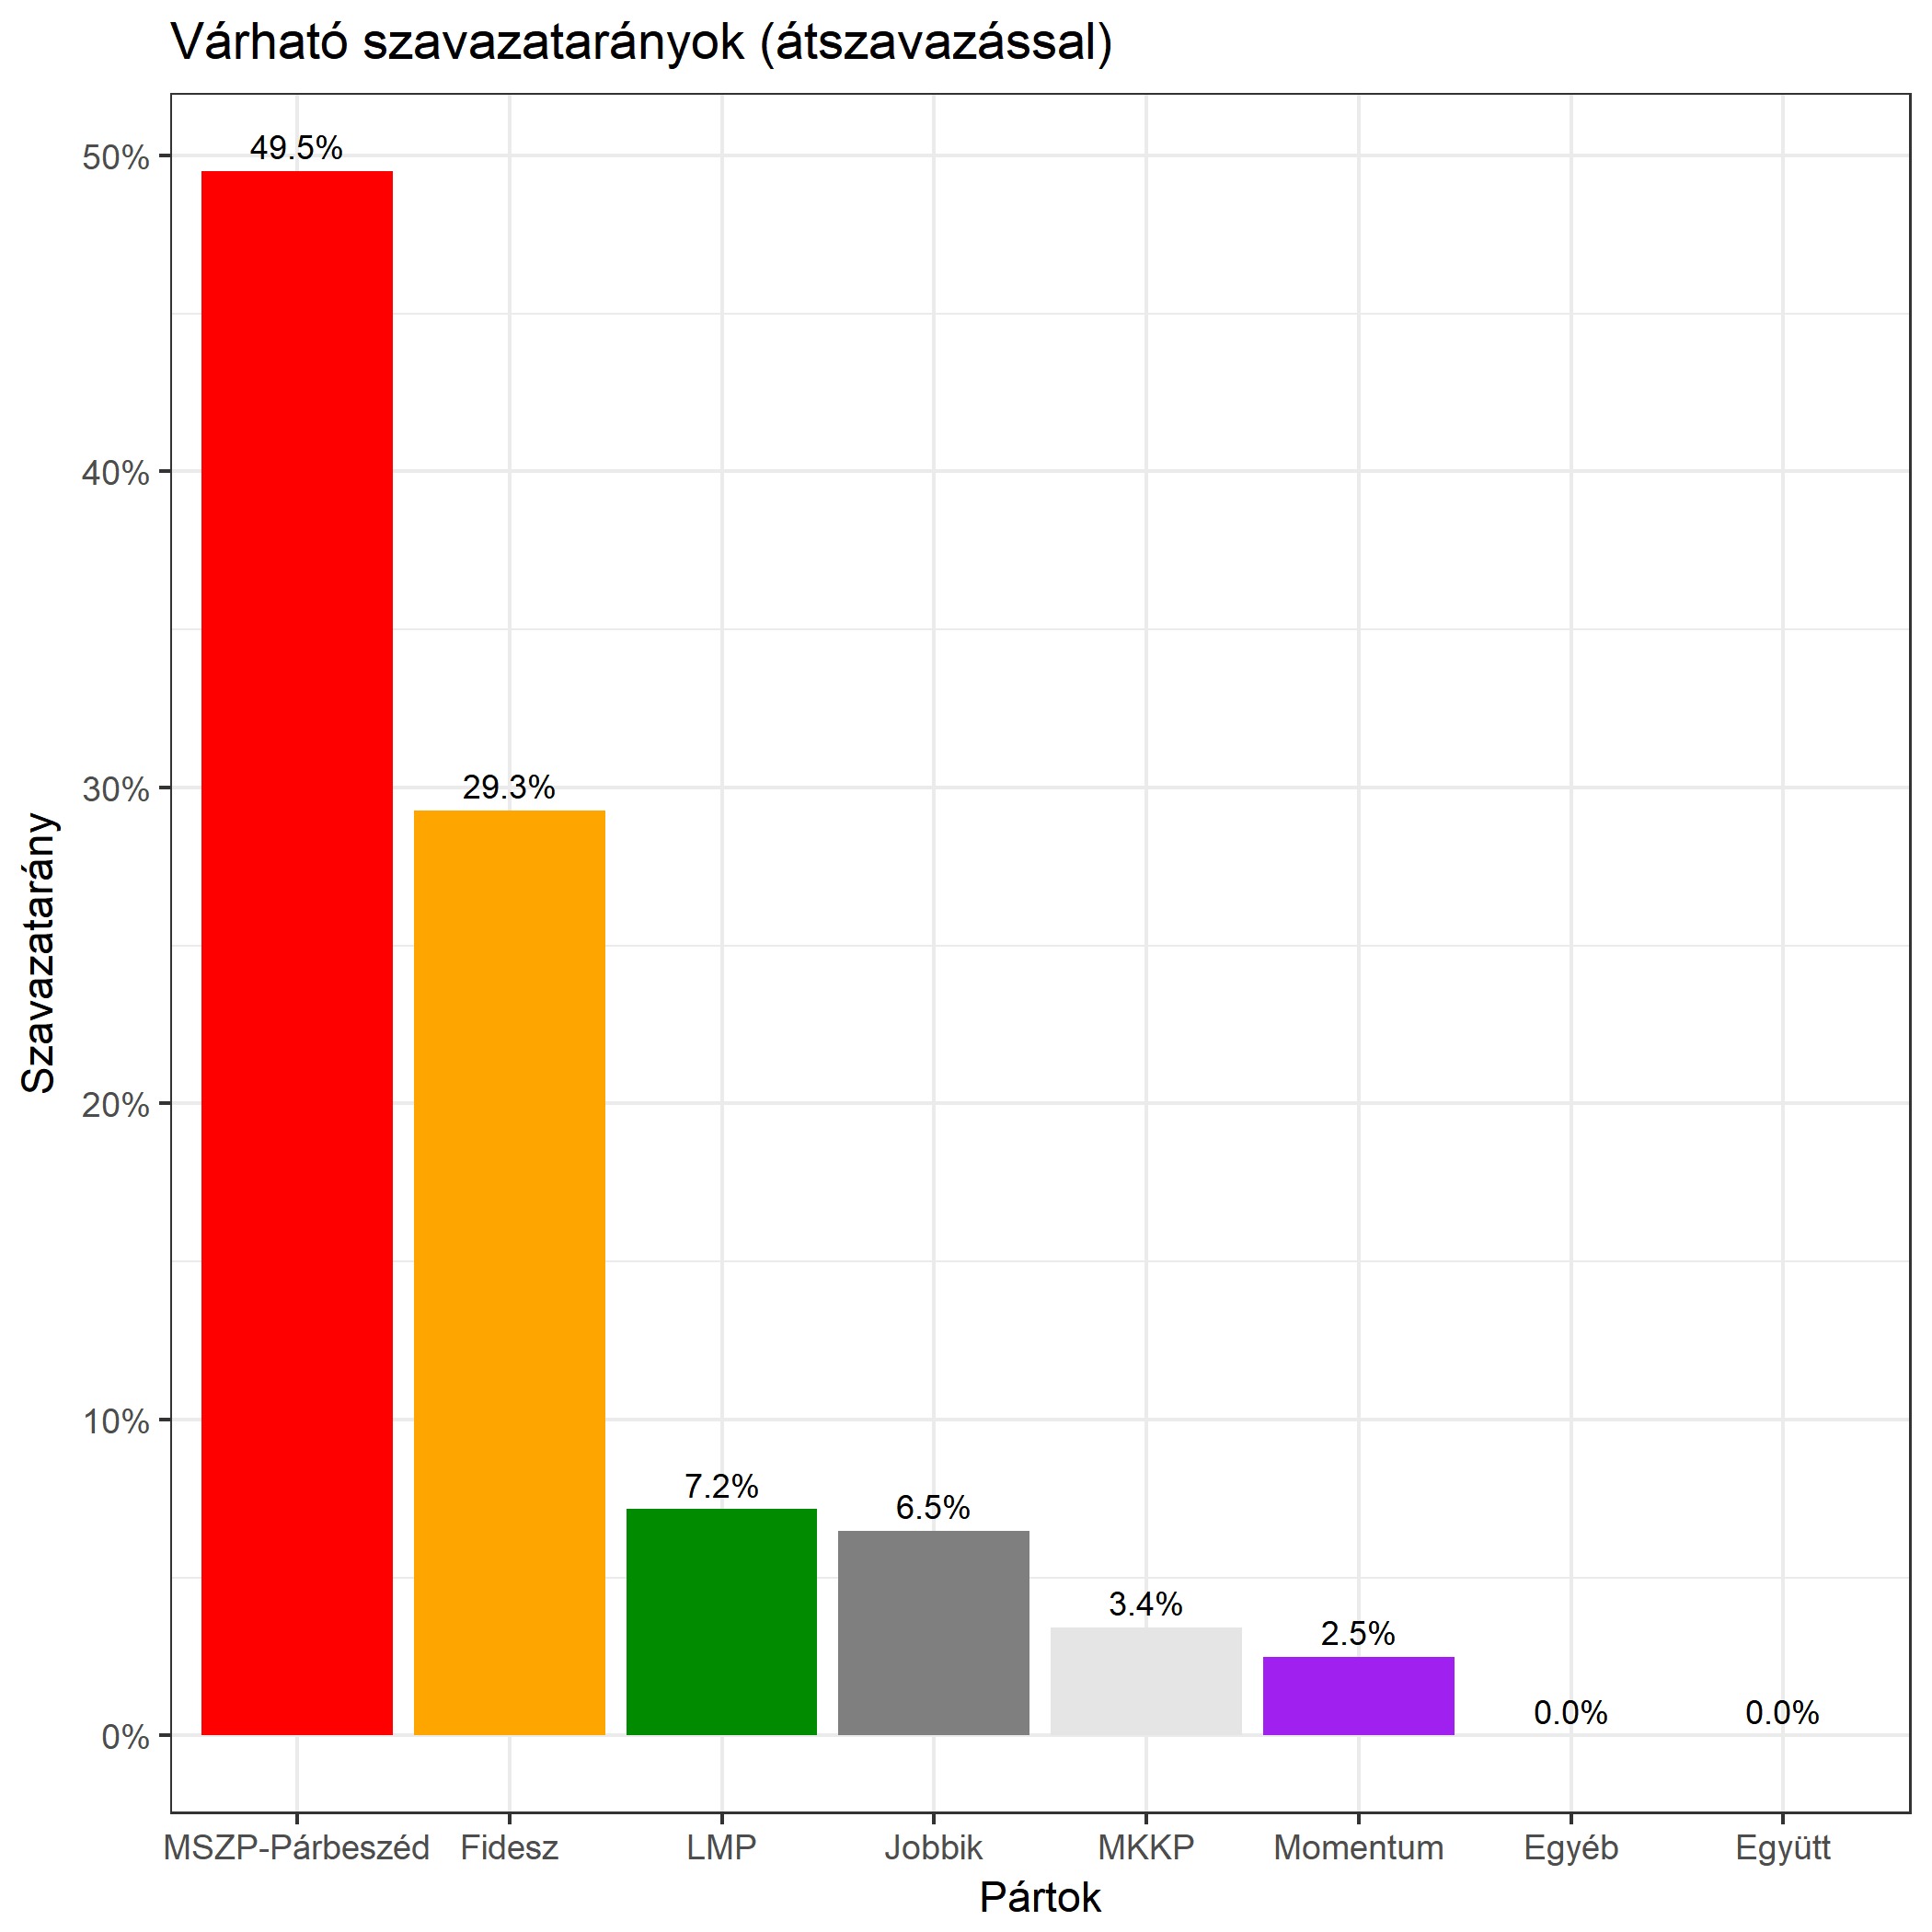 Várható szavazatarányok (átszavazással)
Szavazatarány
50%
40%
30%
20%
10%
0%
49.5%
29.3%
7.2%
6.5%
3.4%
2.5%
0.0%
0.0%
MSZP-Párbeszéd
Fidesz
LMP
Jobbik
MKKP
Momentum
Egyéb
Együtt
Pártok